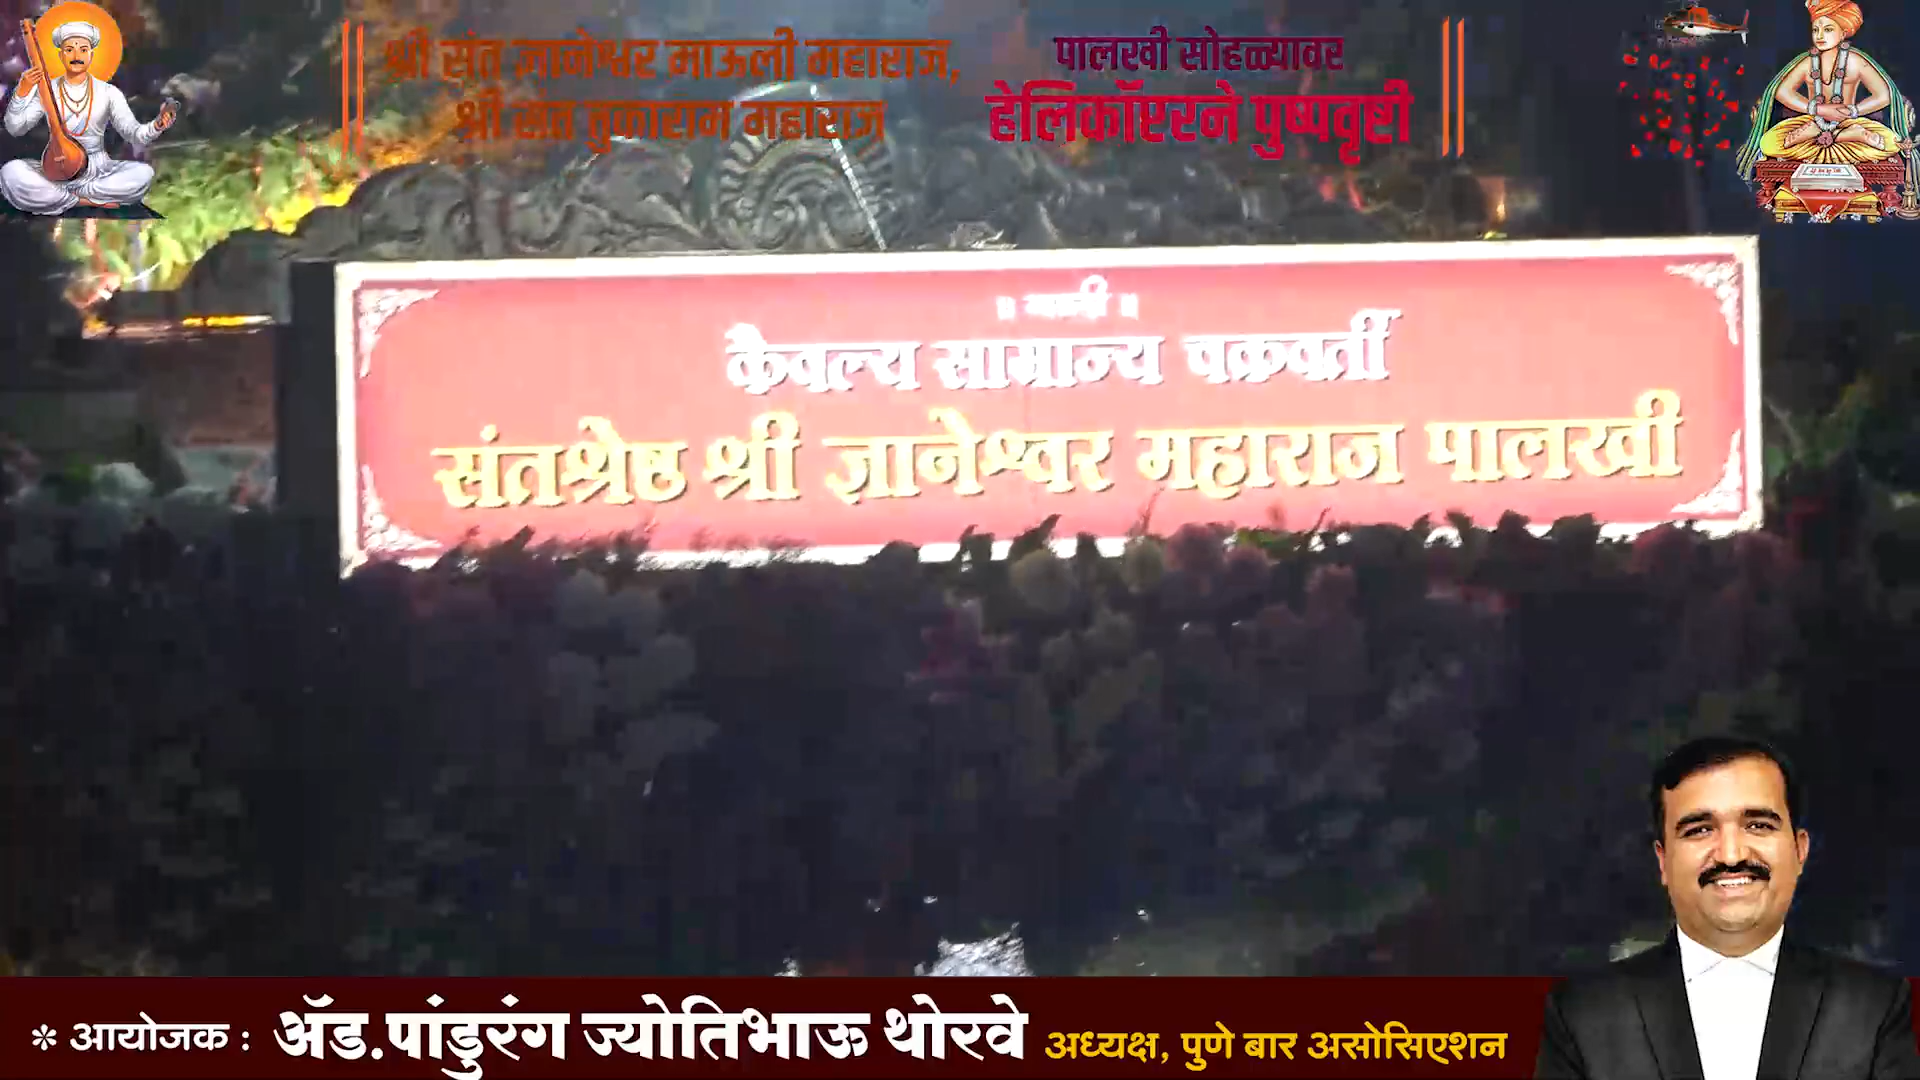 ॥ श्री संत ज्ञानेश्वर माऊली महाराज,
श्री संत तुकाराम महाराज
पालखी सोहळ्यावर
हेलिकॉप्टरने पुष्पवृष्टी ॥
कैवल्य साम्राज्य चक्रवर्ती
संतश्रेष्ठ श्री ज्ञानेश्वर महाराज पालखी
* आयोजक : ॲड.पांडुरंग ज्योतिभाऊ थोरवे अध्यक्ष, पुणे बार असोसिएशन